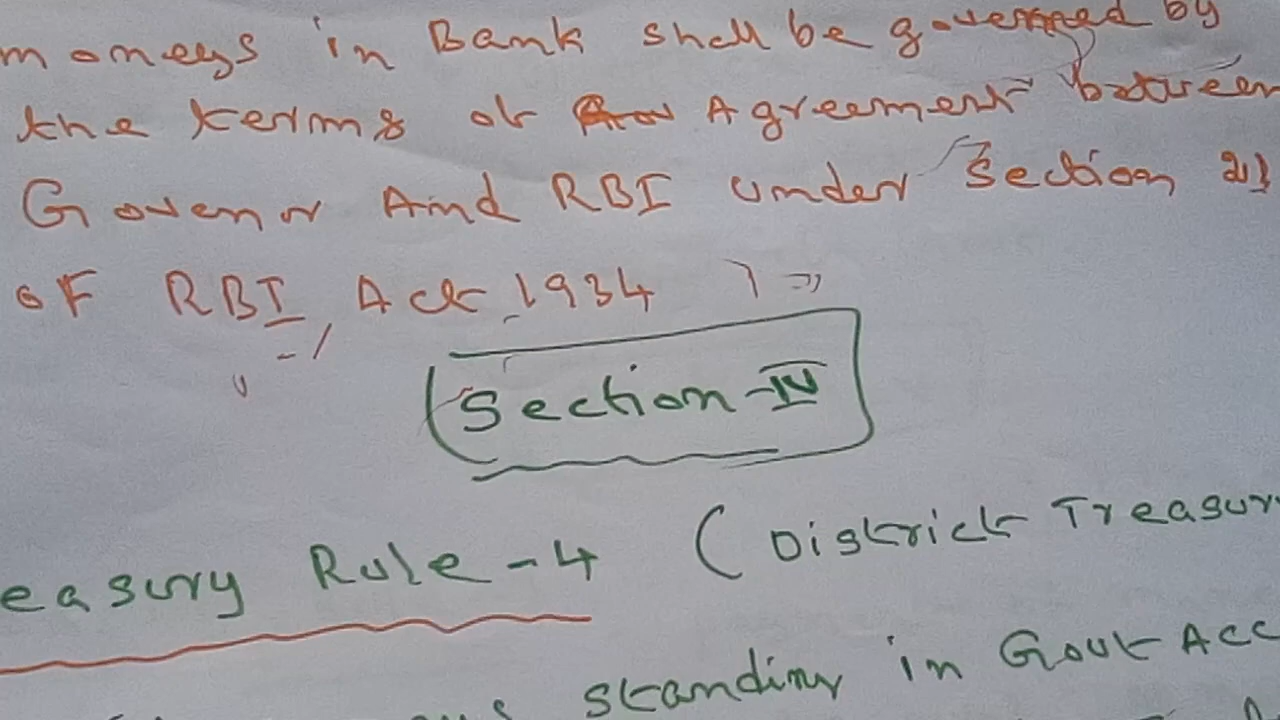 moneys in Bank shall be governed by
the terms of Agreement between
Governor And RBI under Section 21
OF RBI Act 1934
Section-IV
easury Rule-4 (District Treasur
standing in Govt Acc